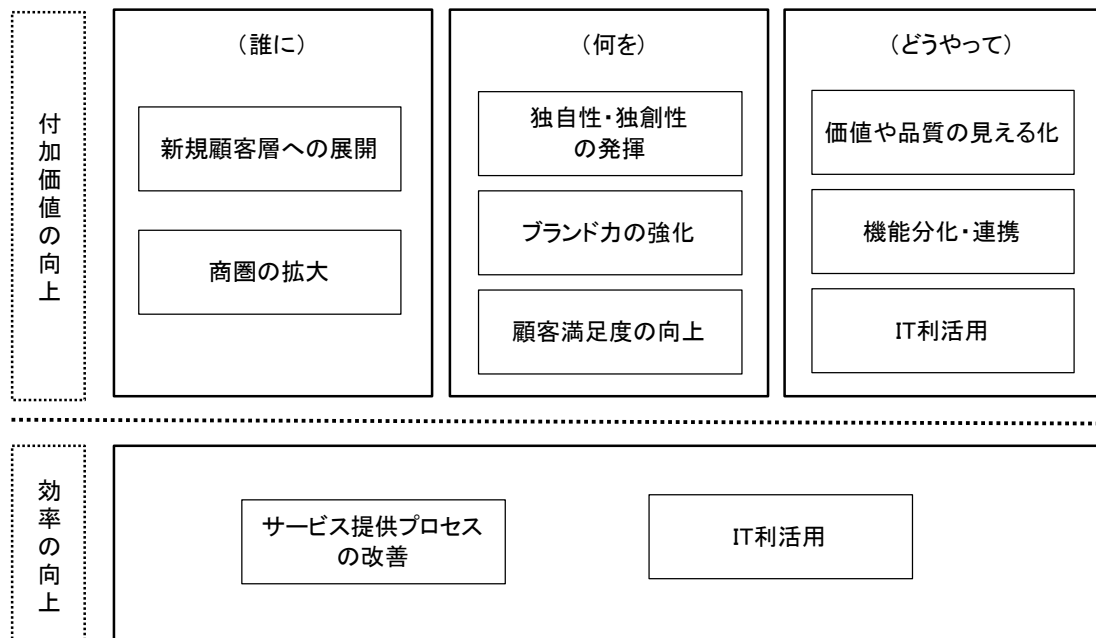 付加価値の向上
（誰に）
新規顧客層への展開
商圏の拡大
（何を）
独自性・独創性
の発揮
ブランド力の強化
顧客満足度の向上
（どうやって）
価値や品質の見える化
機能分化・連携
IT利活用
効率の向上
サービス提供プロセス
の改善
IT利活用